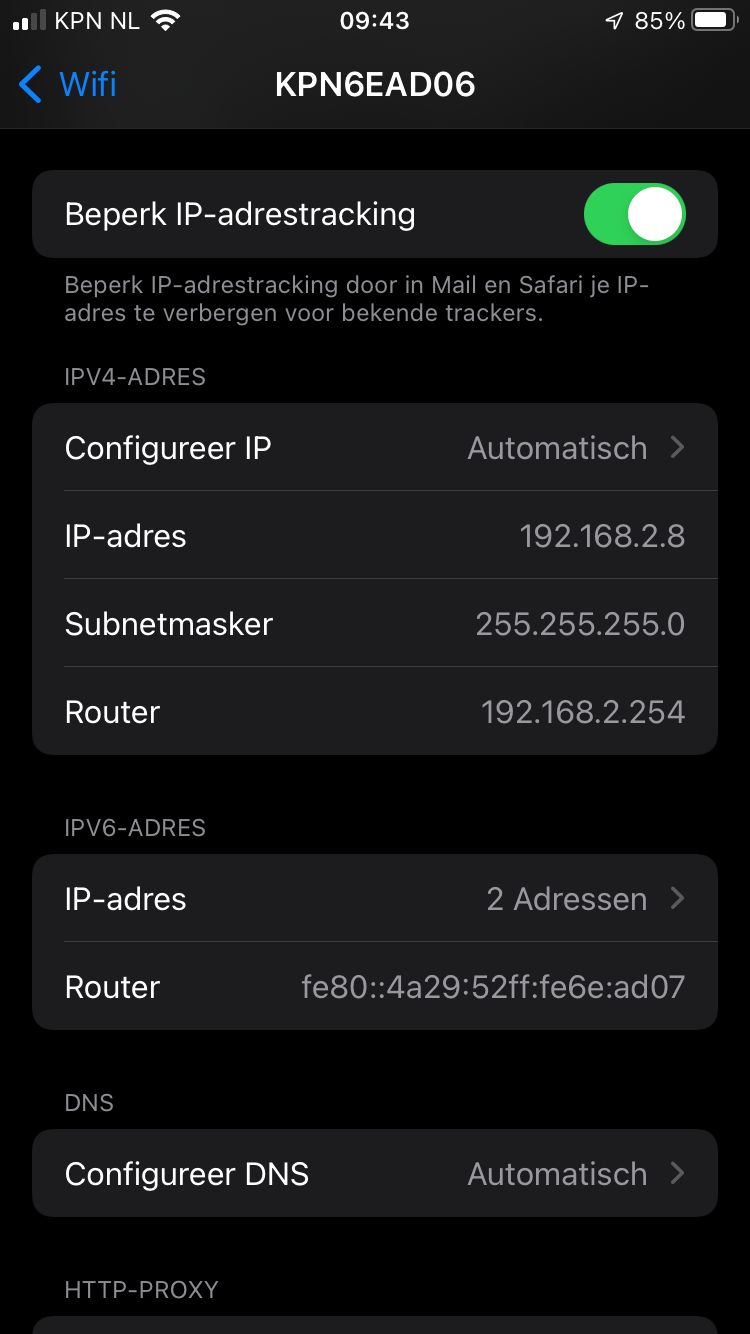 KPN NL 09:43 85%
Wifi KPN6EAD06
Beperk IP-adrestracking
Beperk IP-adrestracking door in Mail en Safari je IP-
adres te verbergen voor bekende trackers.
IPV4-ADRES
Configureer IP Automatisch
IP-adres 192.168.2.8
Subnetmasker 255.255.255.0
Router 192.168.2.254
IPV6-ADRES
IP-adres 2 Adressen
Router fe80::4a29:52ff:fe6e:ad07
DNS
Configureer DNS Automatisch
HTTP-PROXY